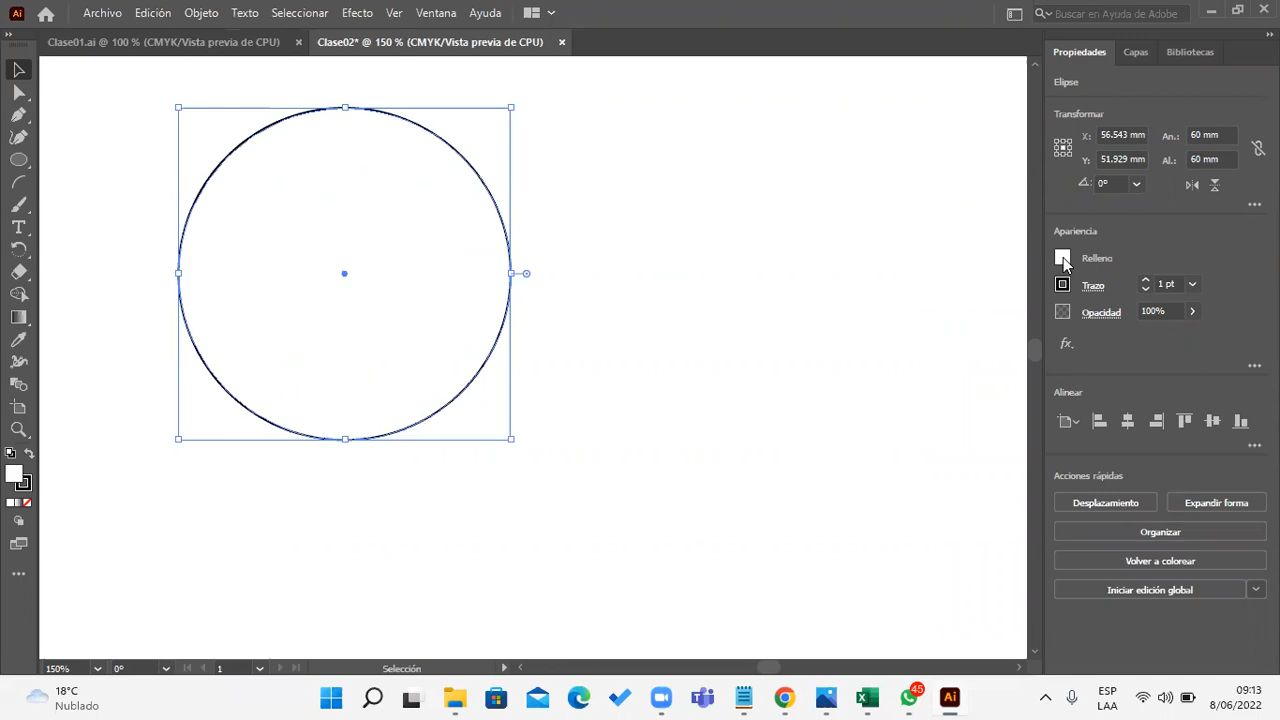 Ai Archivo Edición Objeto Texto Seleccionar Efecto Ver Ventana Ayuda Buscar en Ayuda de Adobe
Clase01.ai @ 100 % (CMYK/Vista previa de CPU) × Clase02* @ 150 % (CMYK/Vista previa de CPU) ×
Propiedades Capas Bibliotecas
Elipse
Transformar
X: 56.543 mm An.: 60 mm
Y: 51.929 mm Al.: 60 mm
0°
Apariencia
Relleno
Trazo 1 pt
Opacidad 100%
fx.
Alinear
Acciones rápidas
Desplazamiento Expandir forma
Organizar
Volver a colorear
Iniciar edición global
150% 0° 1 Selección
18°C
Nublado
45
Ai
ESP
LAA
09:13
8/06/2022